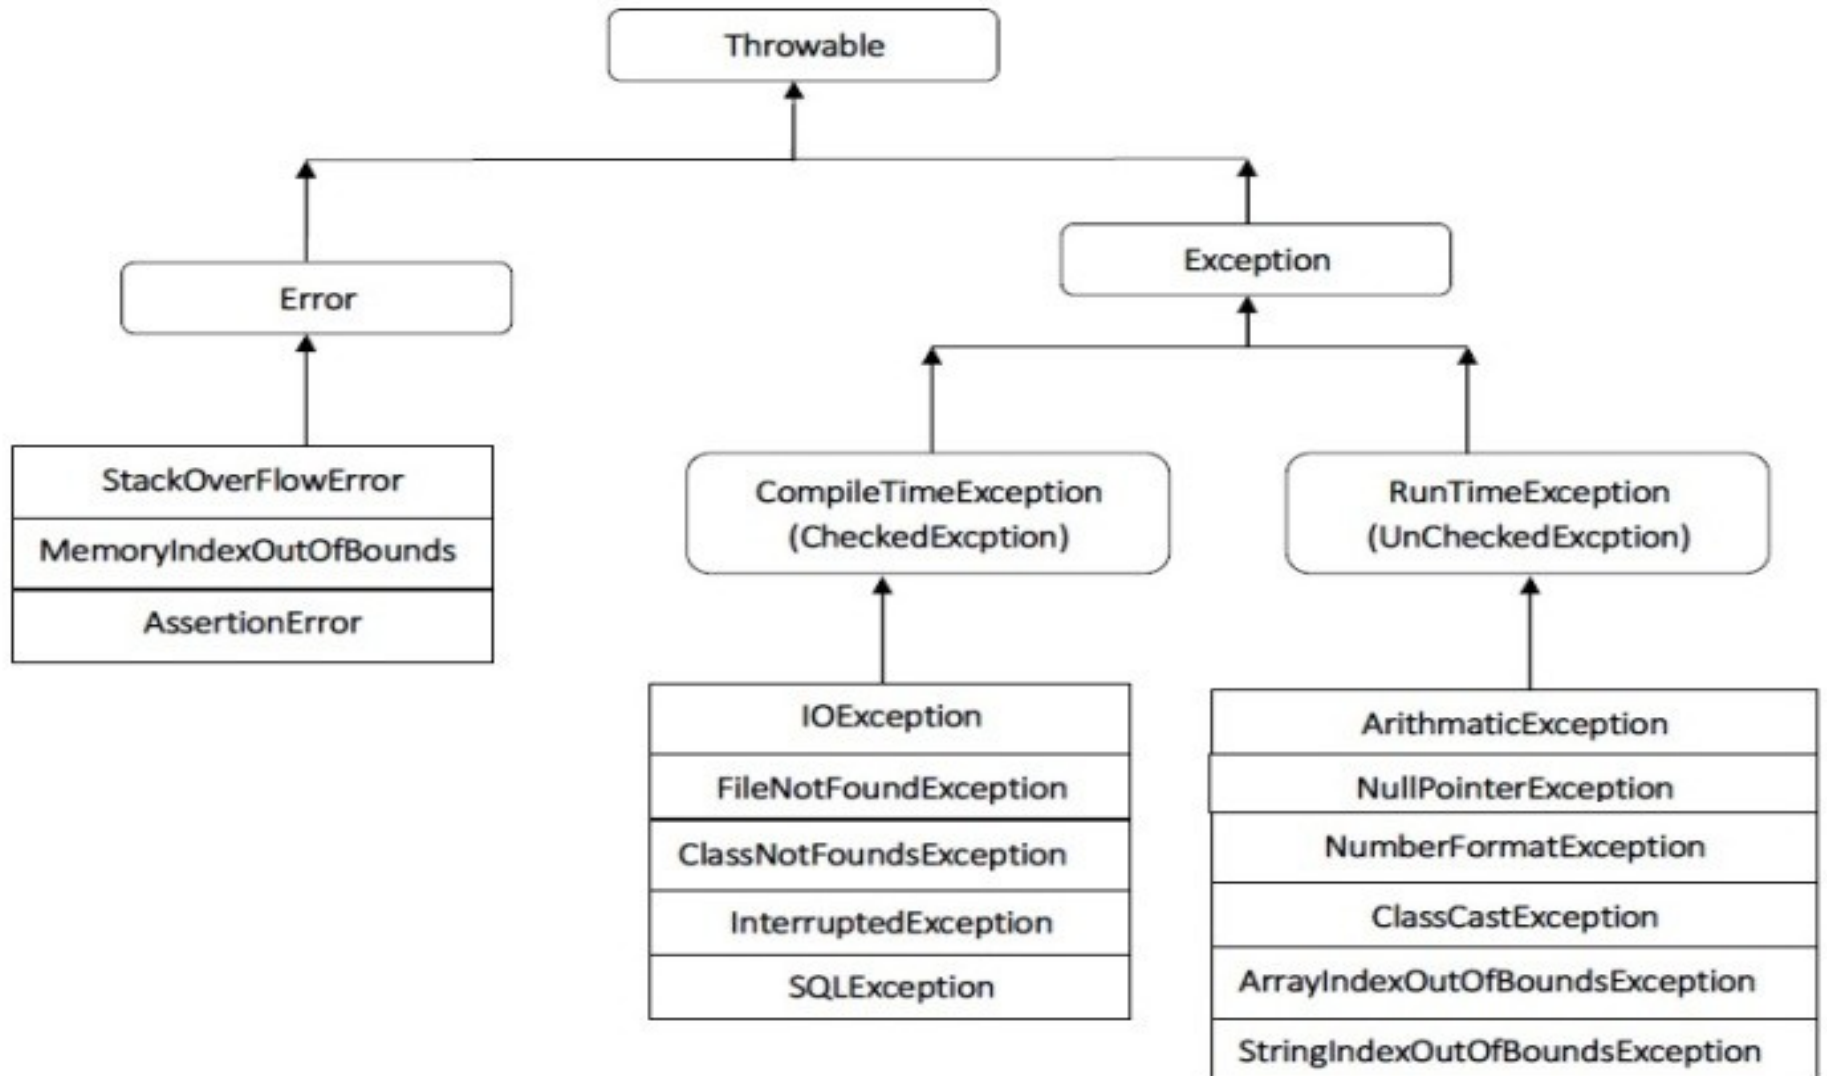 Throwable
Error
Exception
StackOverFlowError
MemoryIndexOutOfBounds
AssertionError
CompileTimeException
(CheckedExcption)
RunTimeException
(UnCheckedExcption)
IOException
FileNotFoundException
ClassNotFoundsException
InterruptedException
SQLException
ArithmaticException
NullPointerException
NumberFormatException
ClassCastException
ArrayIndexOutOfBoundsException
StringIndexOutOfBoundsException